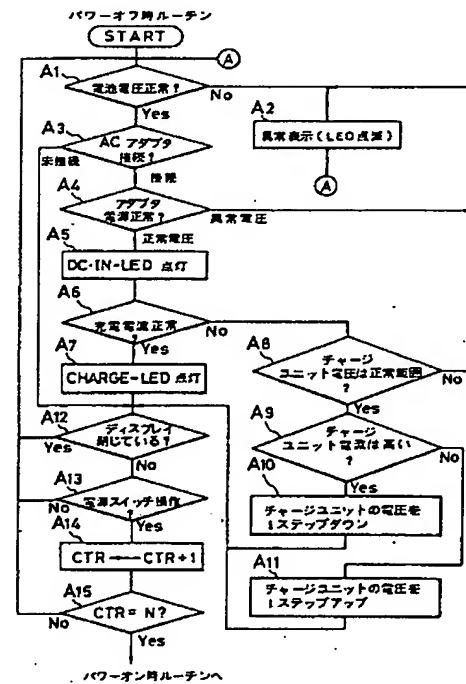 パワーオフ時ルーチン
START
A
A1
電池電圧正常?
No
Yes
A2
異常表示(LED点滅)
A
A3
ACアダプタ
接続?
未接続
接続
A4
アダプタ
電源正常?
異常電圧
正常電圧
A5
DC-IN-LED 点灯
A6
充電電流正常
?
No
Yes
A7
CHARGE-LED 点灯
A8
チャージ
ユニット電圧は正常範囲
?
No
Yes
A9
チャージ
ユニット電流は高い
?
No
Yes
A10
チャージユニットの電圧を
1ステップダウン
A11
チャージユニットの電圧を
1ステップアップ
A12
ディスプレイ
閉じている?
Yes
No
A13
電源スイッチ操作
?
No
Yes
A14
CTR ← CTR+1
A15
CTR = N?
No
Yes
パワーオン時ルーチンへ